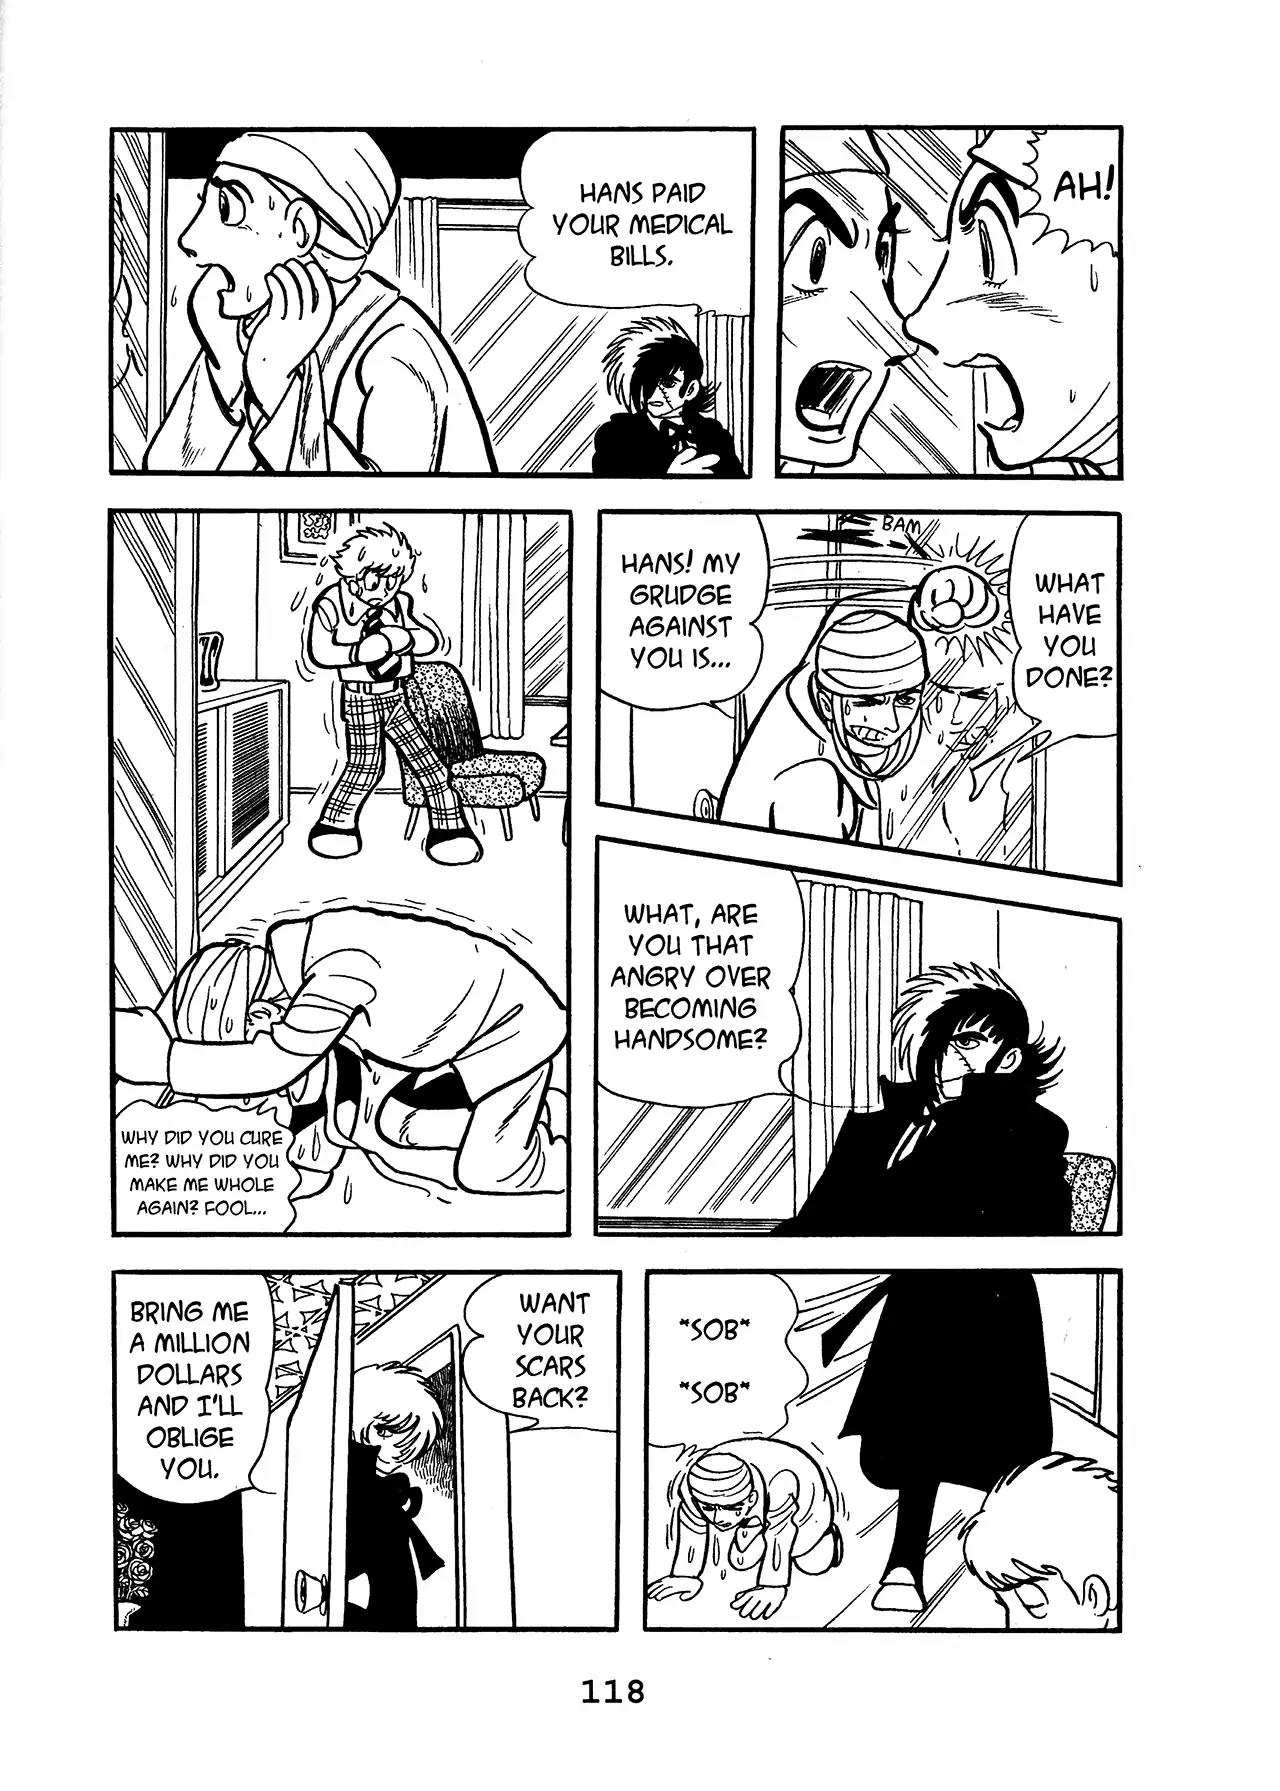 AH!
HANS PAID
YOUR MEDICAL
BILLS.
BAM
WHAT
HAVE
YOU
DONE?
HANS! MY
GRUDGE
AGAINST
YOU IS...
WHAT, ARE
YOU THAT
ANGRY OVER
BECOMING
HANDSOME?
WHY DID YOU CURE
ME? WHY DID YOU
MAKE ME WHOLE
AGAIN? FOOL...
*SOB*
*SOB*
WANT
YOUR
SCARS
BACK?
BRING ME
A MILLION
DOLLARS
AND I'LL
OBLIGE
YOU.
118